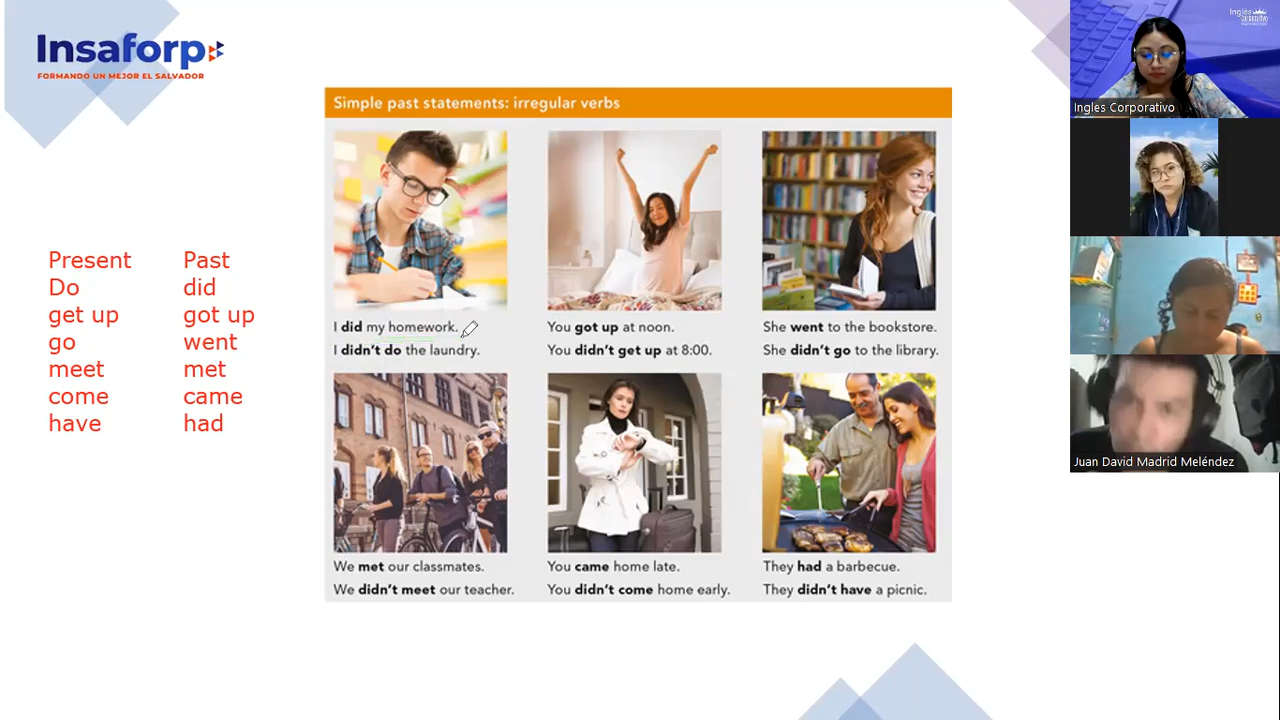 Insaforp
FORMANDO UN MEJOR EL SALVADOR
Present Past
Do did
get up got up
go went
meet met
come came
have had
Simple past statements: irregular verbs
I did my homework.
I didn't do the laundry.
You got up at noon.
You didn't get up at 8:00.
She went to the bookstore.
She didn't go to the library.
We met our classmates.
We didn't meet our teacher.
You came home late.
You didn't come home early.
They had a barbecue.
They didn't have a picnic.
Inglés
Ingles Corporativo
Juan David Madrid Meléndez